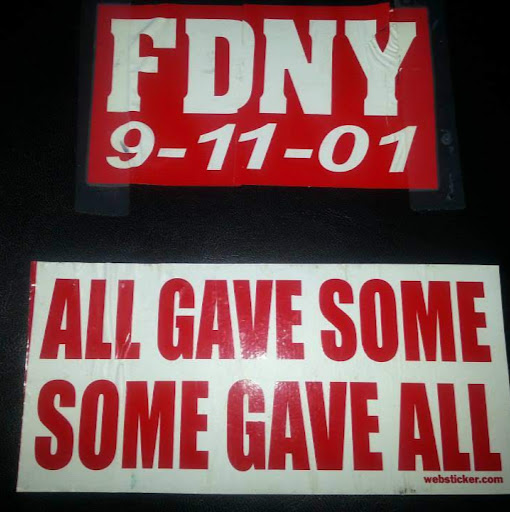 FDNY
9-11-01
ALL GAVE SOME
SOME GAVE ALL
websticker.com